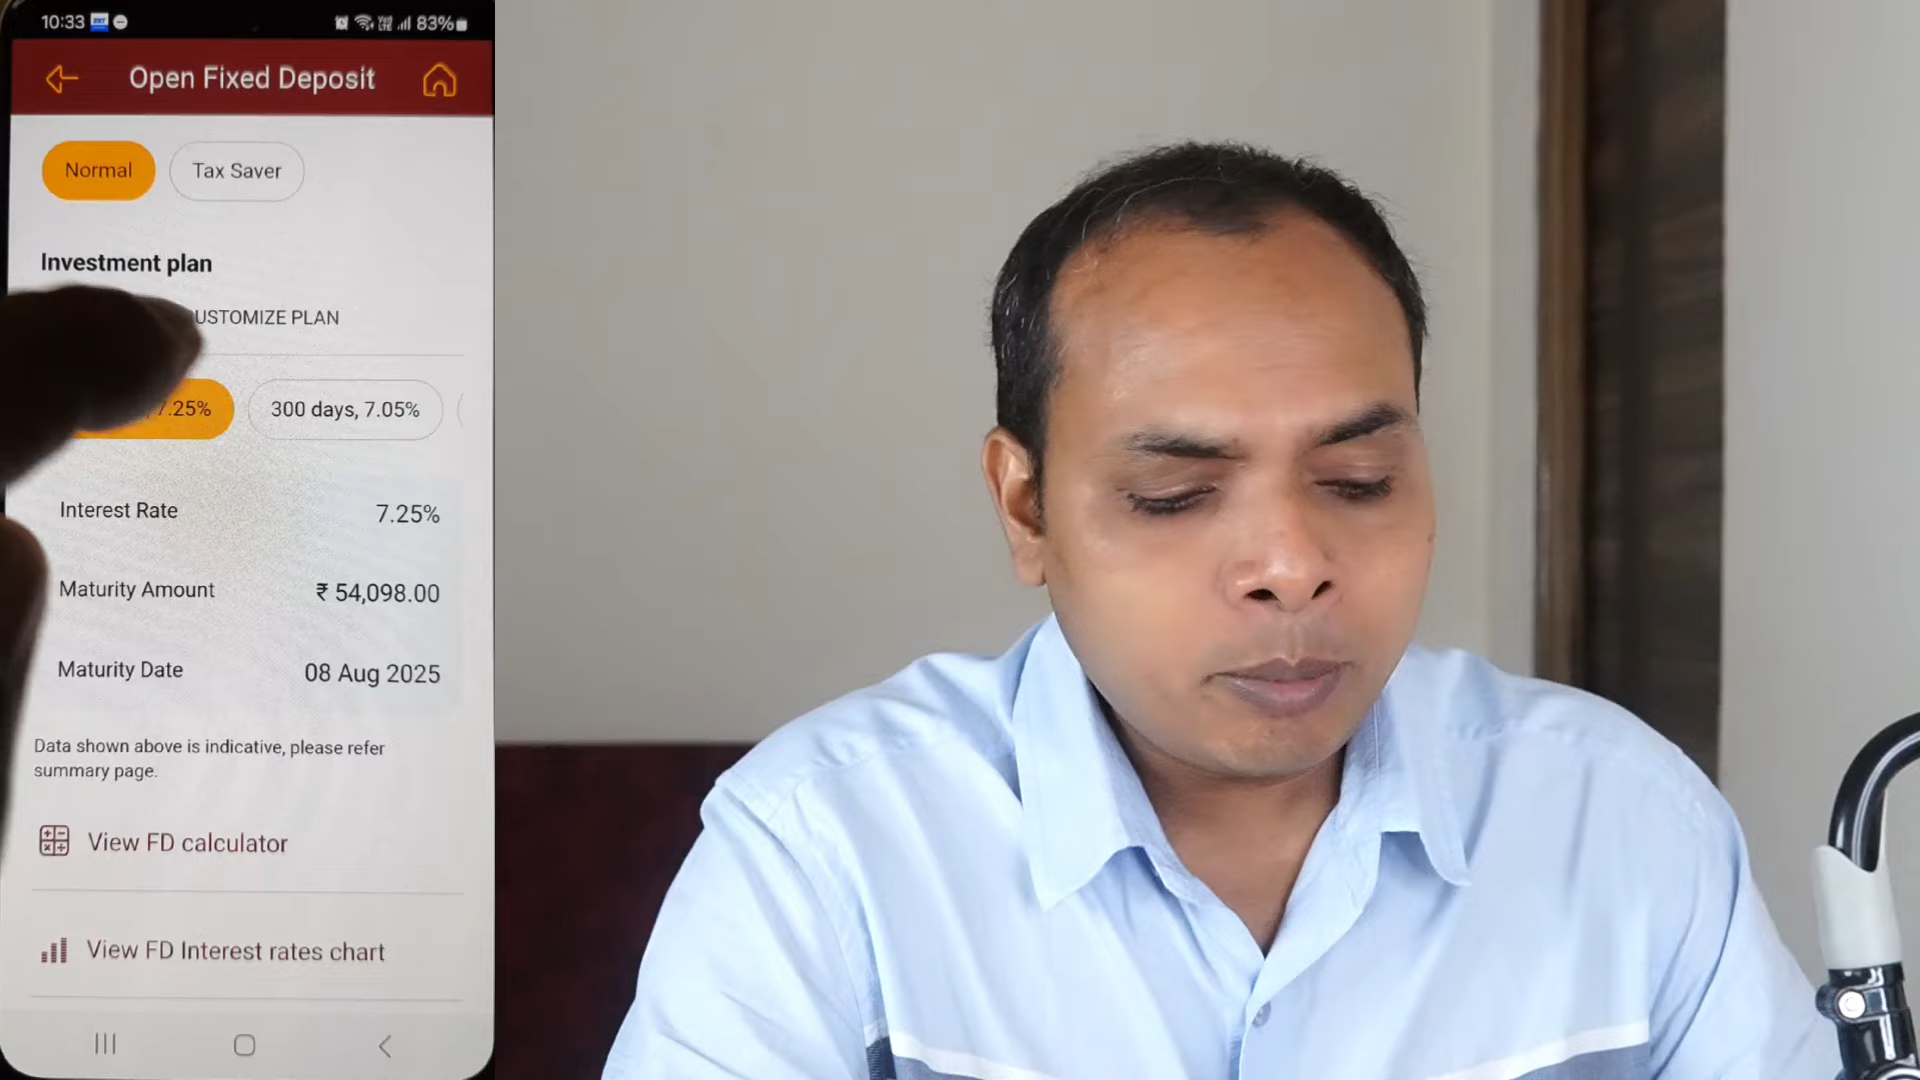 10:33
83%
Open Fixed Deposit
Normal
Tax Saver
Investment plan
USTOMIZE PLAN
7.25%
300 days, 7.05%
Interest Rate
7.25%
Maturity Amount
₹ 54,098.00
Maturity Date
08 Aug 2025
Data shown above is indicative, please refer
summary page.
View FD calculator
View FD Interest rates chart